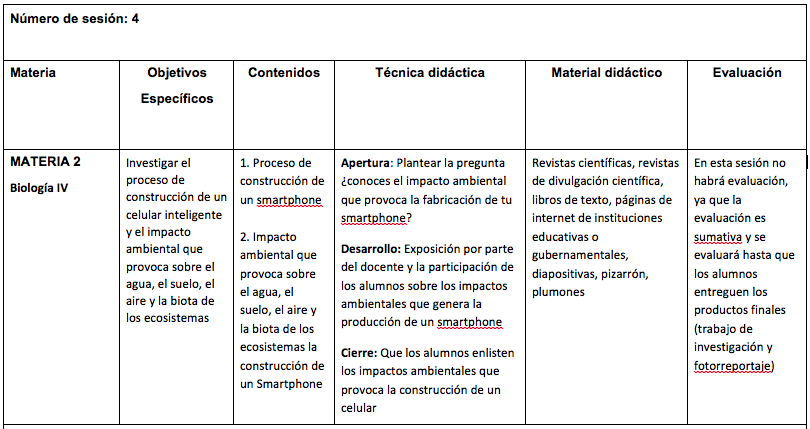 Número de sesión: 4
Materia
Objetivos
Específicos
Contenidos
Técnica didáctica
Material didáctico
Evaluación
MATERIA 2
Biología IV
Investigar el
proceso de
construcción de un
celular inteligente
y el impacto
ambiental que
provoca sobre el
agua, el suelo, el
aire y la biota de
los ecosistemas
1. Proceso de
construcción de
un smartphone
2. Impacto
ambiental que
provoca sobre
el agua, el
suelo, el aire y
la biota de los
ecosistemas la
construcción de
un Smartphone
Apertura: Plantear la pregunta
¿conoces el impacto ambiental
que provoca la fabricación de tu
smartphone?
Desarrollo: Exposición por parte
del docente y la participación de
los alumnos sobre los impactos
ambientales que genera la
producción de un smartphone
Cierre: Que los alumnos enlisten
los impactos ambientales que
provoca la construcción de un
celular
Revistas científicas, revistas
de divulgación científica,
libros de texto, páginas de
internet de instituciones
educativas o
gubernamentales,
diapositivas, pizarrón,
plumones
En esta sesión no
habrá evaluación,
ya que la
evaluación es
sumativa y se
evaluará hasta que
los alumnos
entreguen los
productos finales
(trabajo de
investigación y
fotorreportaje)